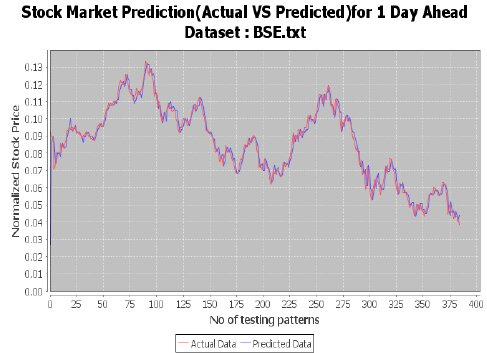 Stock Market Prediction(Actual VS Predicted)for 1 Day Ahead
Dataset : BSE.txt
Normalized Stock Price
0.13
0.12
0.11
0.10
0.09
0.08
0.07
0.06
0.05
0.04
0.03
0.02
0.01
0.00
0 25 50 75 100 125 150 175 200 225 250 275 300 325 350 375 400
No of testing patterns
Actual Data Predicted Data